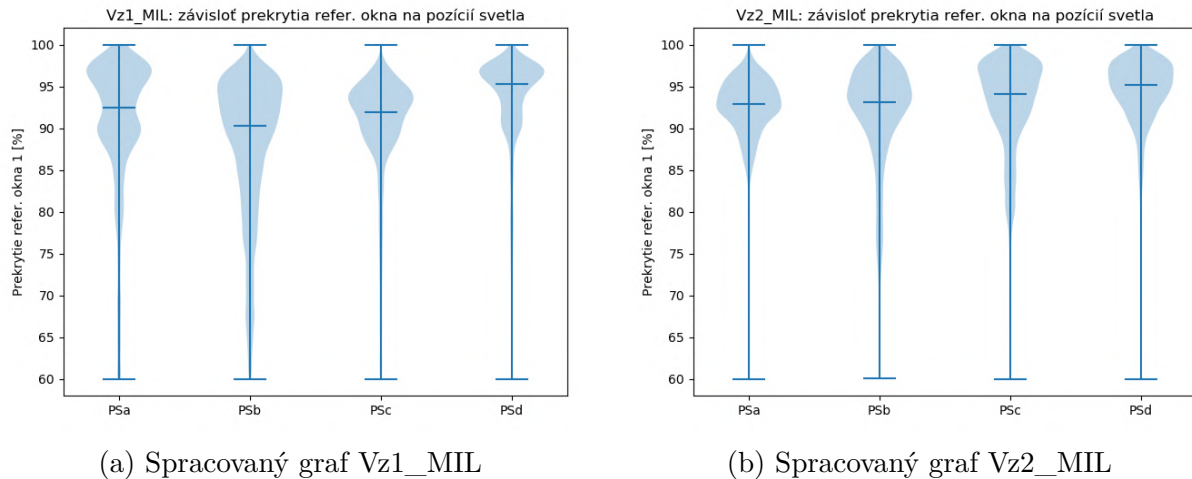 Vz1_MIL: závisloť prekrytia refer. okna na pozícií svetla
Prekrytie refer. okna 1 [%]
100
95
90
85
80
75
70
65
60
PSa PSb PSc PSd
(a) Spracovaný graf Vz1_MIL
Vz2_MIL: závisloť prekrytia refer. okna na pozícií svetla
Prekrytie refer. okna 1 [%]
100
95
90
85
80
75
70
65
60
PSa PSb PSc PSd
(b) Spracovaný graf Vz2_MIL